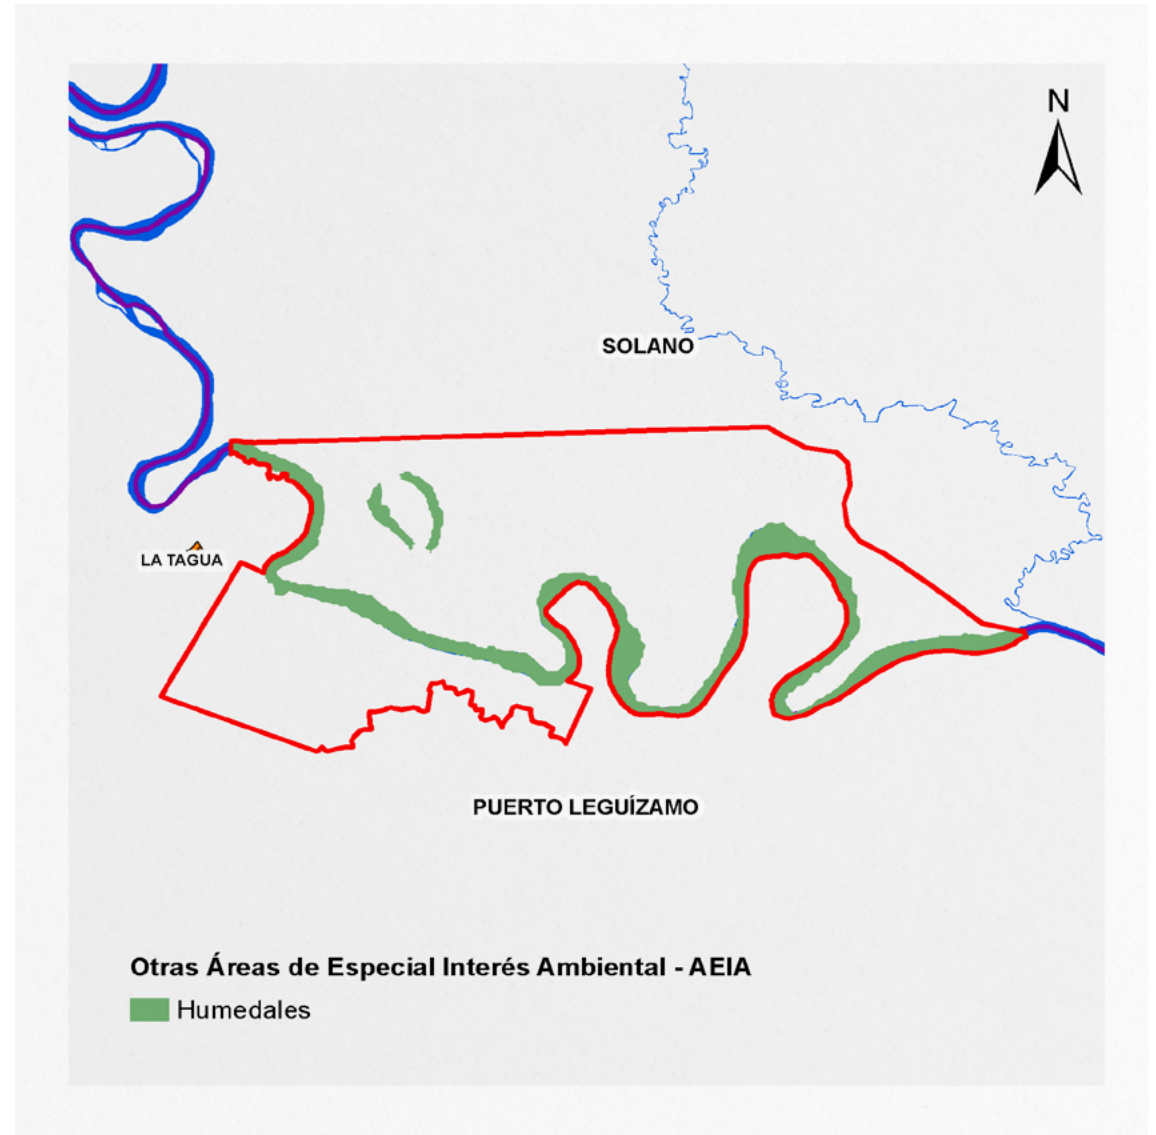 N
SOLANO
LA TAGUA
PUERTO LEGUÍZAMO
Otras Áreas de Especial Interés Ambiental - AEIA
Humedales